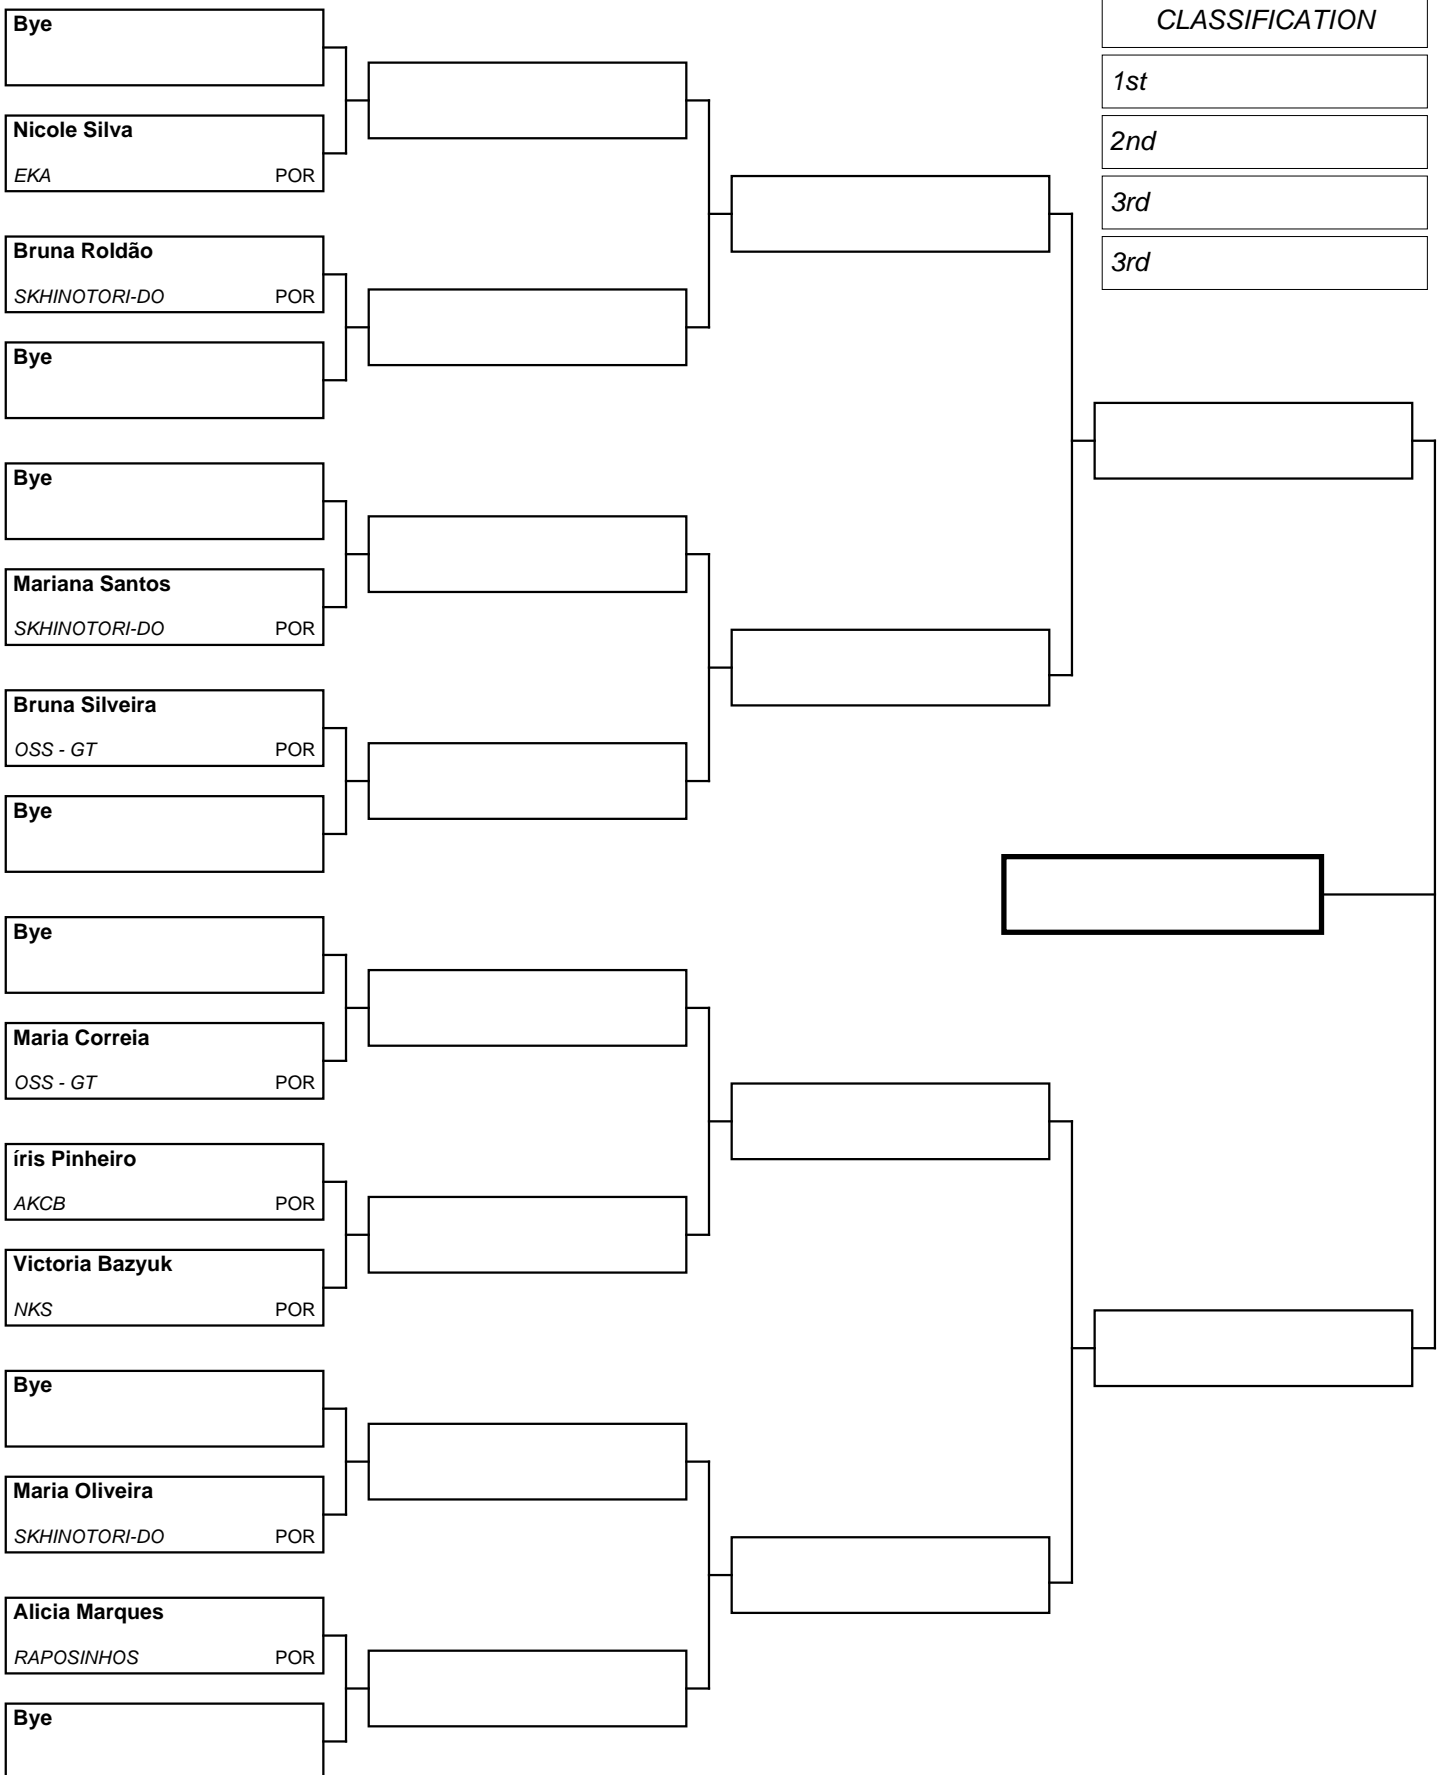 CLASSIFICATION
1st
2nd
3rd
3rd
Bye
Nicole Silva
EKA POR
Bruna Roldão
SKHINOTORI-DO POR
Bye
Bye
Mariana Santos
SKHINOTORI-DO POR
Bruna Silveira
OSS - GT POR
Bye
Bye
Maria Correia
OSS - GT POR
íris Pinheiro
AKCB POR
Victoria Bazyuk
NKS POR
Bye
Maria Oliveira
SKHINOTORI-DO POR
Alicia Marques
RAPOSINHOS POR
Bye